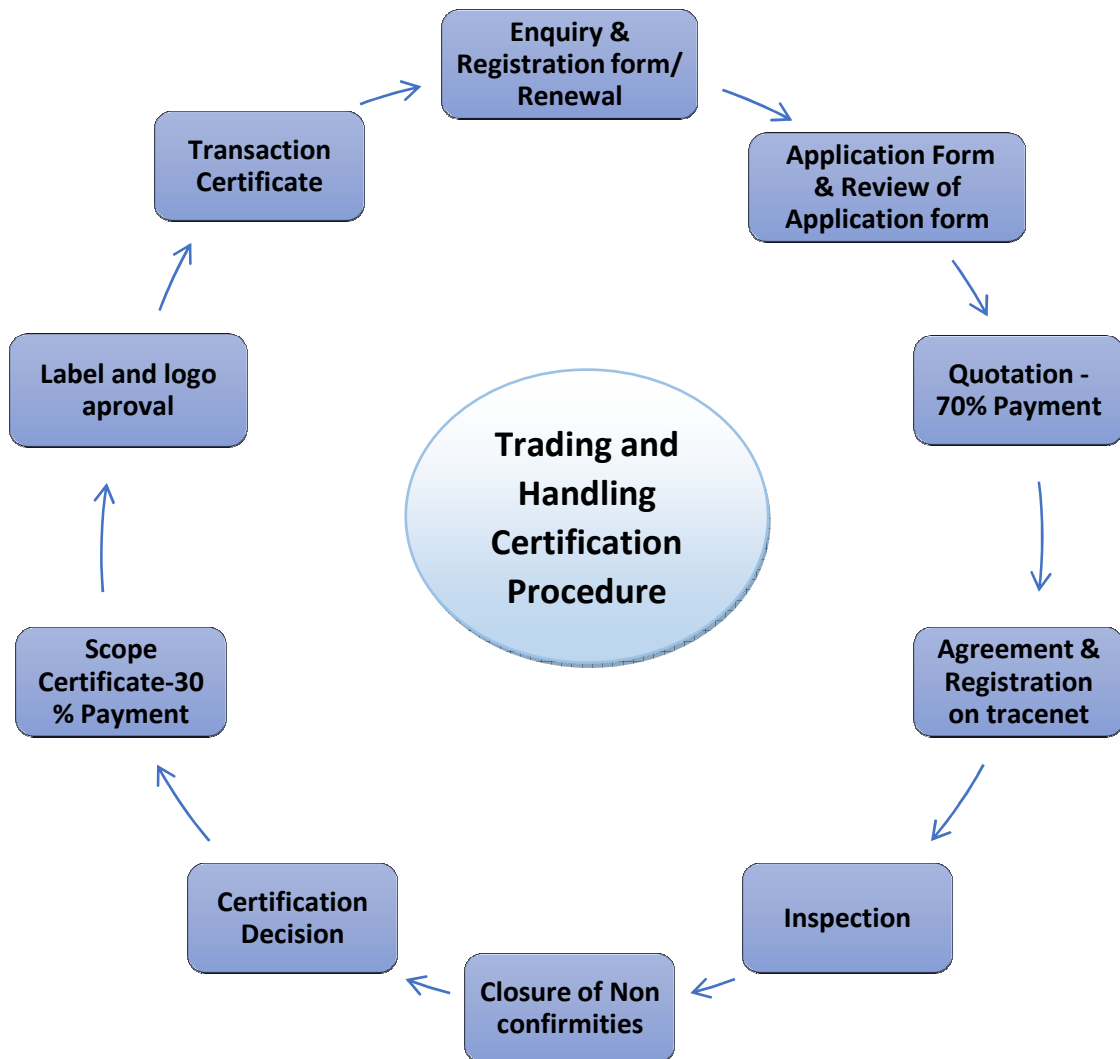 Enquiry &
Registration form/
Renewal
Application Form
& Review of
Application form
Quotation -
70% Payment
Agreement &
Registration
on tracenet
Inspection
Closure of Non
confirmities
Certification
Decision
Scope
Certificate-30
% Payment
Label and logo
aproval
Transaction
Certificate
Trading and
Handling
Certification
Procedure